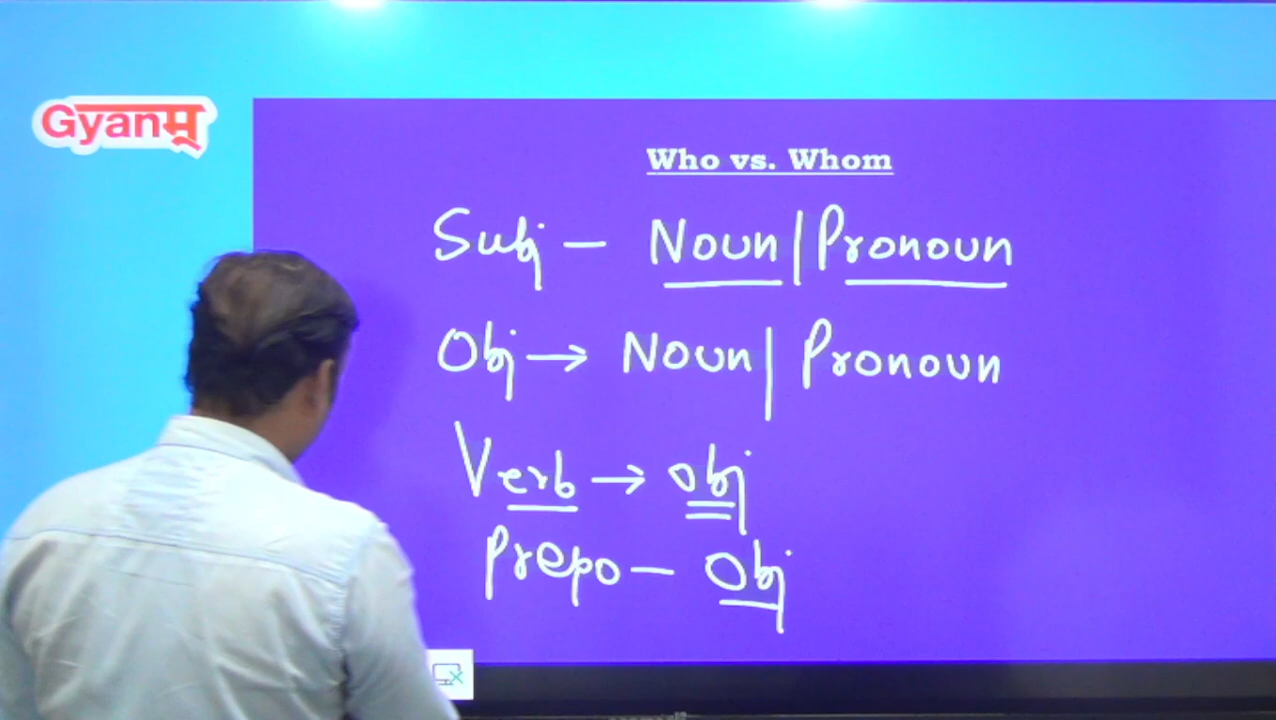 Gyanम्
Who vs. Whom
Subj – Noun | Pronoun
Obj → Noun | Pronoun
Verb → obj
Prepo – Obj